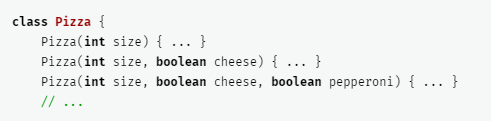 class Pizza {
    Pizza(int size) { ... }
    Pizza(int size, boolean cheese) { ... }
    Pizza(int size, boolean cheese, boolean pepperoni) { ... }
    // ...